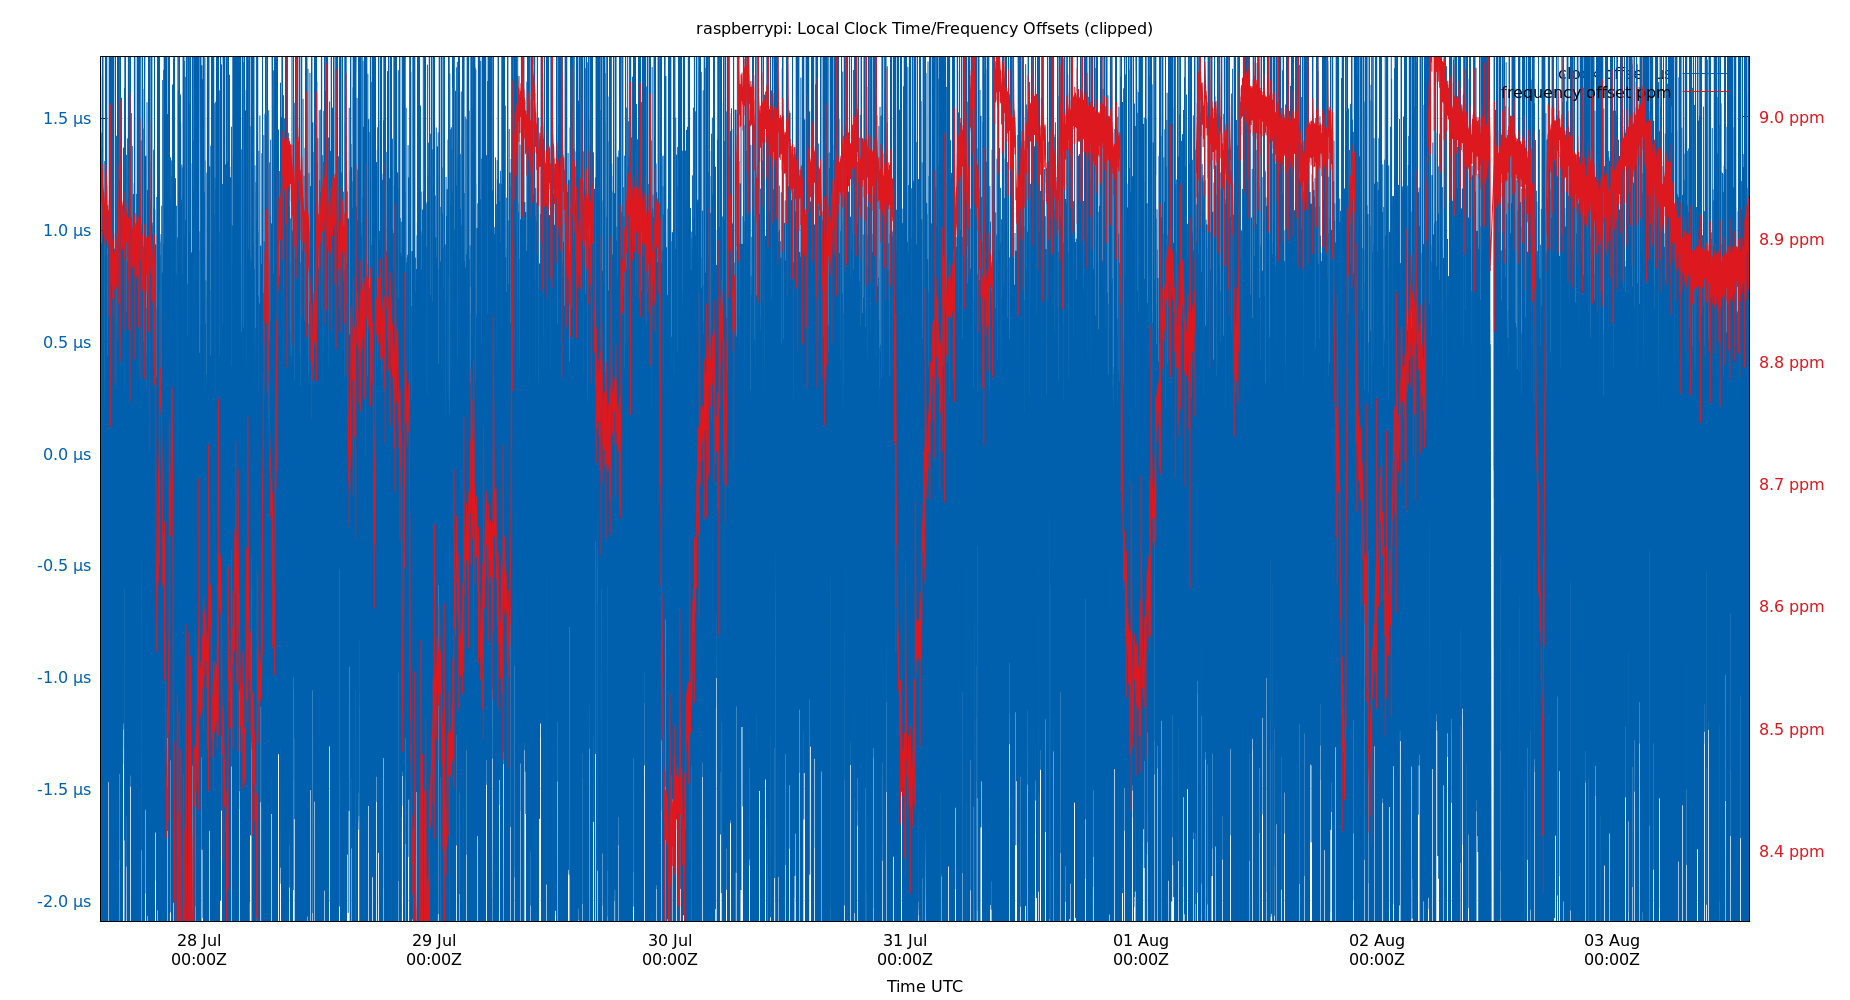 raspberrypi: Local Clock Time/Frequency Offsets (clipped)
clock offset µs
frequency offset ppm
1.5 µs
1.0 µs
0.5 µs
0.0 µs
-0.5 µs
-1.0 µs
-1.5 µs
-2.0 µs
9.0 ppm
8.9 ppm
8.8 ppm
8.7 ppm
8.6 ppm
8.5 ppm
8.4 ppm
28 Jul
00:00Z
29 Jul
00:00Z
30 Jul
00:00Z
31 Jul
00:00Z
01 Aug
00:00Z
02 Aug
00:00Z
03 Aug
00:00Z
Time UTC